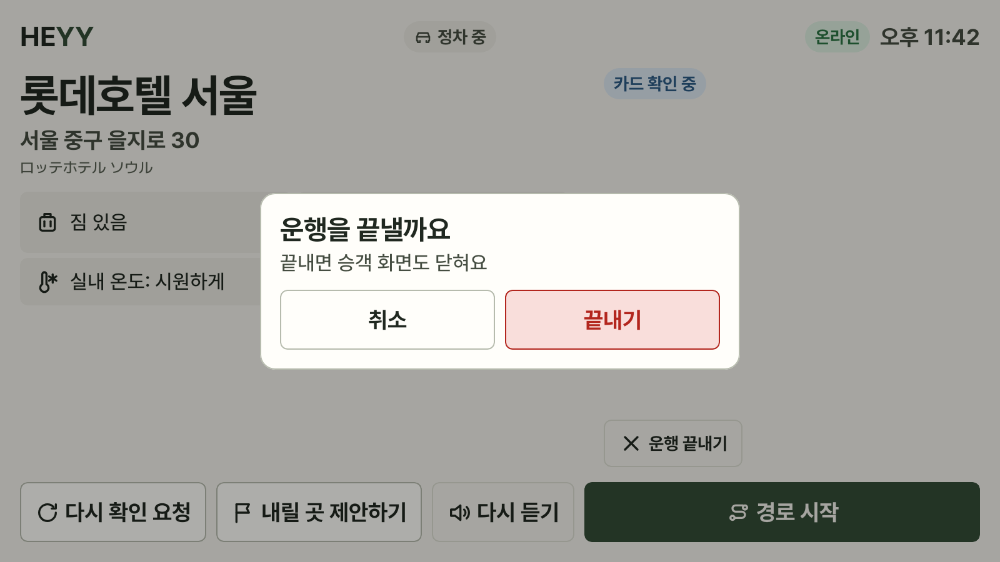 HEYY
정차 중
온라인
오후 11:42
롯데호텔 서울
카드 확인 중
서울 중구 을지로 30
ロッテホテル ソウル
짐 있음
실내 온도: 시원하게
운행을 끝낼까요
끝내면 승객 화면도 닫혀요
취소
끝내기
운행 끝내기
다시 확인 요청
내릴 곳 제안하기
다시 듣기
경로 시작